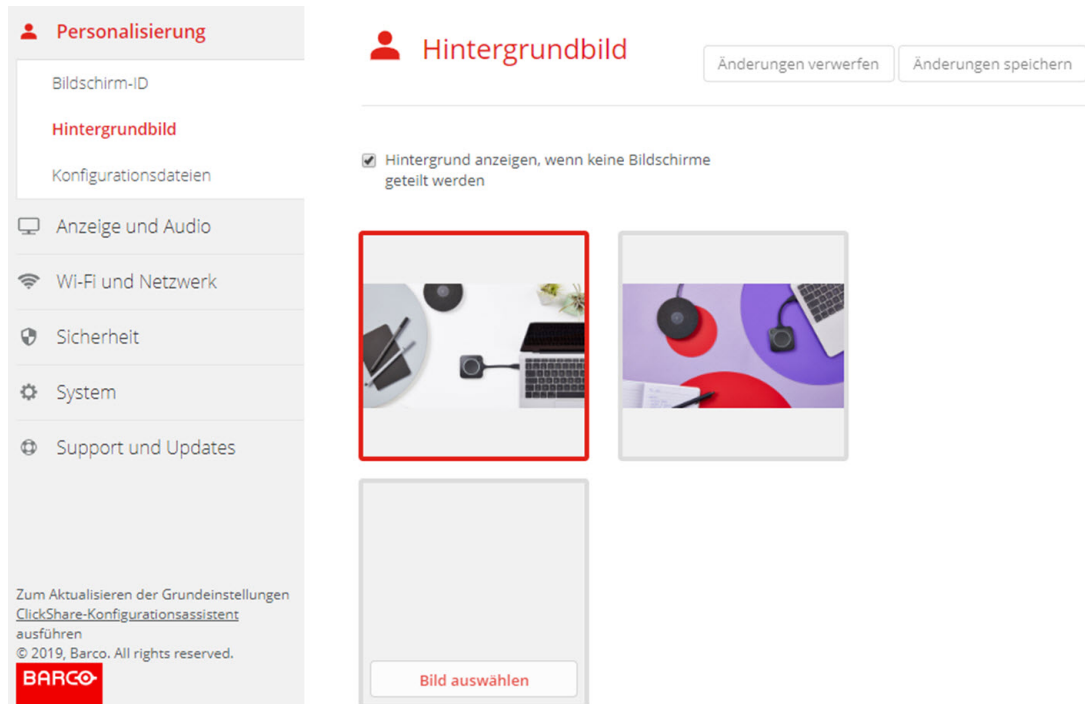 Personalisierung
Bildschirm-ID
Hintergrundbild
Konfigurationsdateien
Anzeige und Audio
Wi-Fi und Netzwerk
Sicherheit
System
Support und Updates
Zum Aktualisieren der Grundeinstellungen
ClickShare-Konfigurationsassistent
ausführen
© 2019, Barco. All rights reserved.
BARCO
Hintergrundbild
Änderungen verwerfen
Änderungen speichern
Hintergrund anzeigen, wenn keine Bildschirme
geteilt werden
Bild auswählen